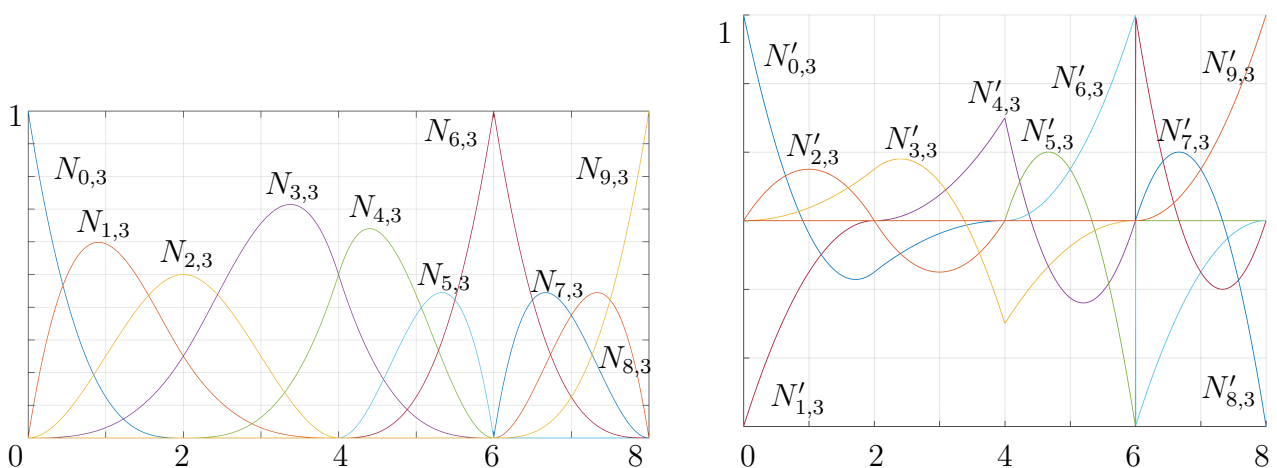 1
N_{0,3}
N_{1,3}
N_{2,3}
N_{3,3}
N_{4,3}
N_{5,3}
N_{6,3}
N_{7,3}
N_{8,3}
N_{9,3}
0 2 4 6 8
1
N'_{0,3}
N'_{1,3}
N'_{2,3}
N'_{3,3}
N'_{4,3}
N'_{5,3}
N'_{6,3}
N'_{7,3}
N'_{8,3}
N'_{9,3}
0 2 4 6 8